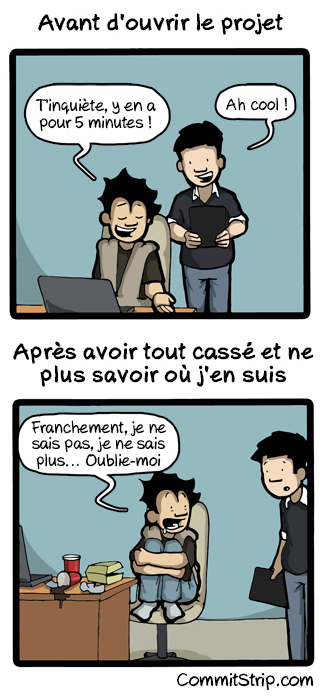 Avant d'ouvrir le projet
T'inquiète, y en a
pour 5 minutes !
Ah cool !
Après avoir tout cassé et ne
plus savoir où j'en suis
Franchement, je ne
sais pas, je ne sais
plus... Oublie-moi
CommitStrip.com